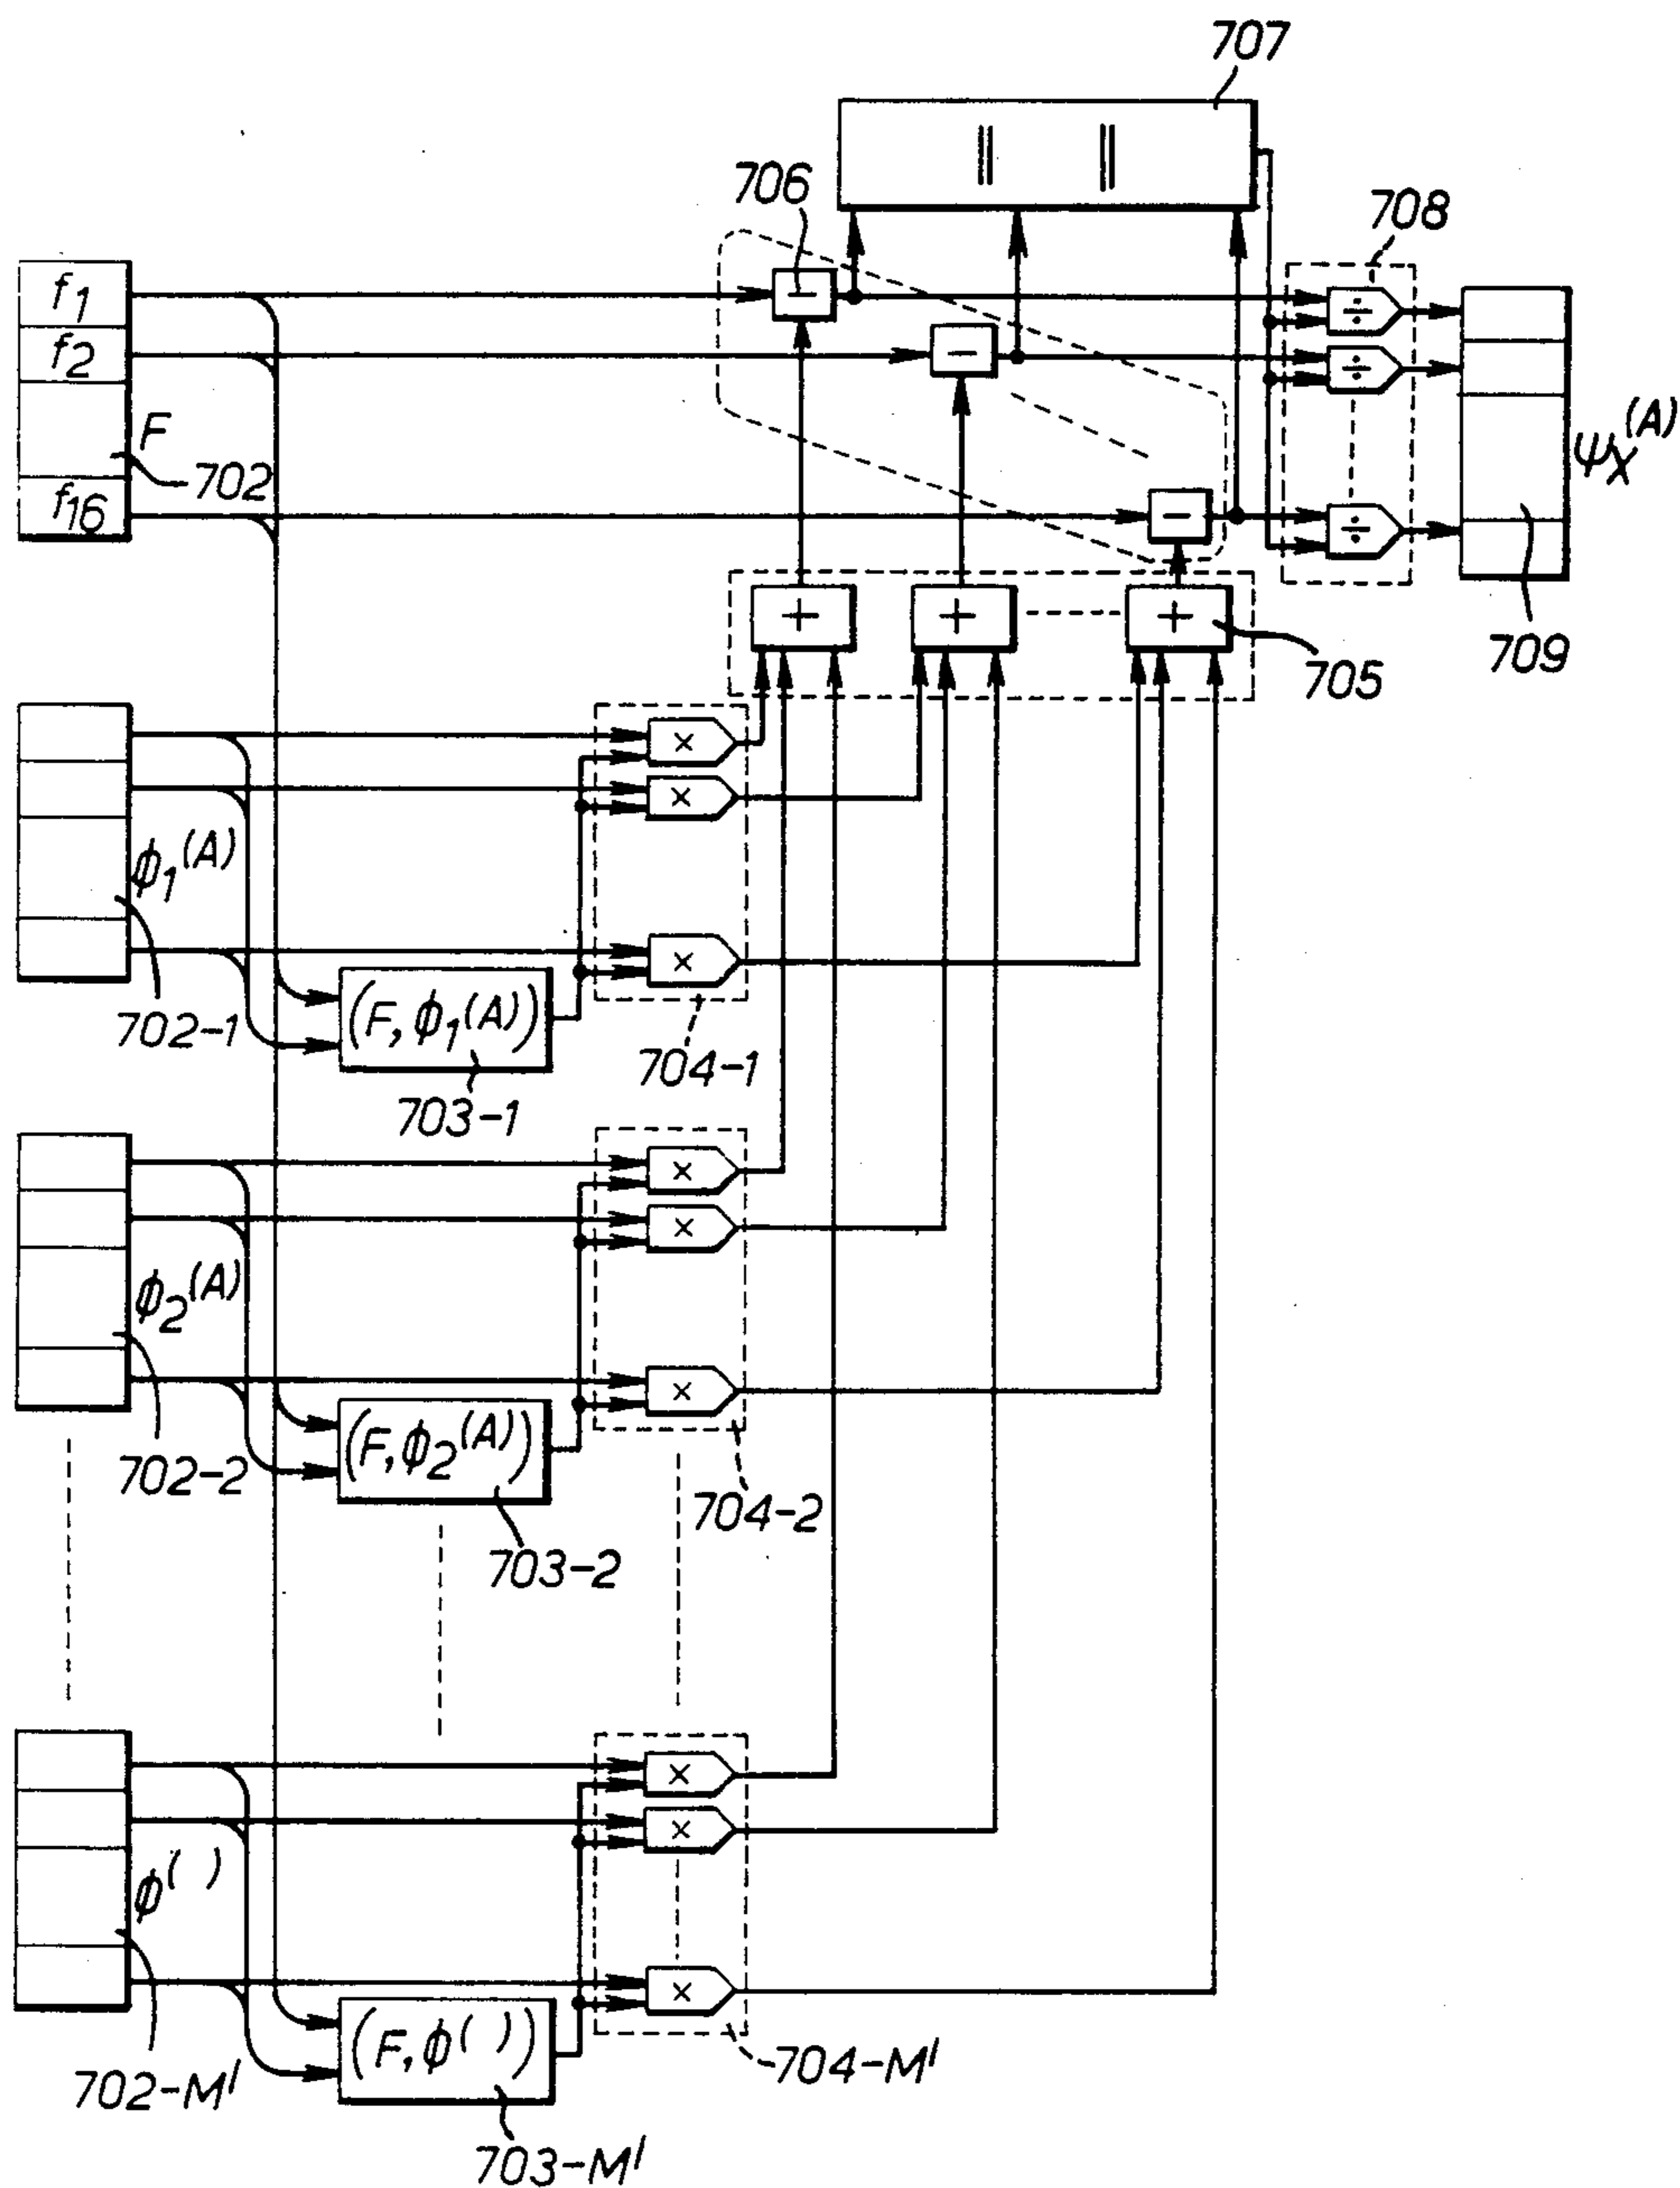 707
‖ ‖
706
708
f1
−
÷
f2
−
÷
F
702
ψX(A)
f16
−
÷
+
+
+
705
709
×
×
ϕ1(A)
×
702-1
(F, ϕ1(A))
704-1
703-1
×
×
ϕ2(A)
×
702-2
(F, ϕ2(A))
704-2
703-2
×
×
ϕ( )
×
702-M'
(F, ϕ( ))
704-M'
703-M'